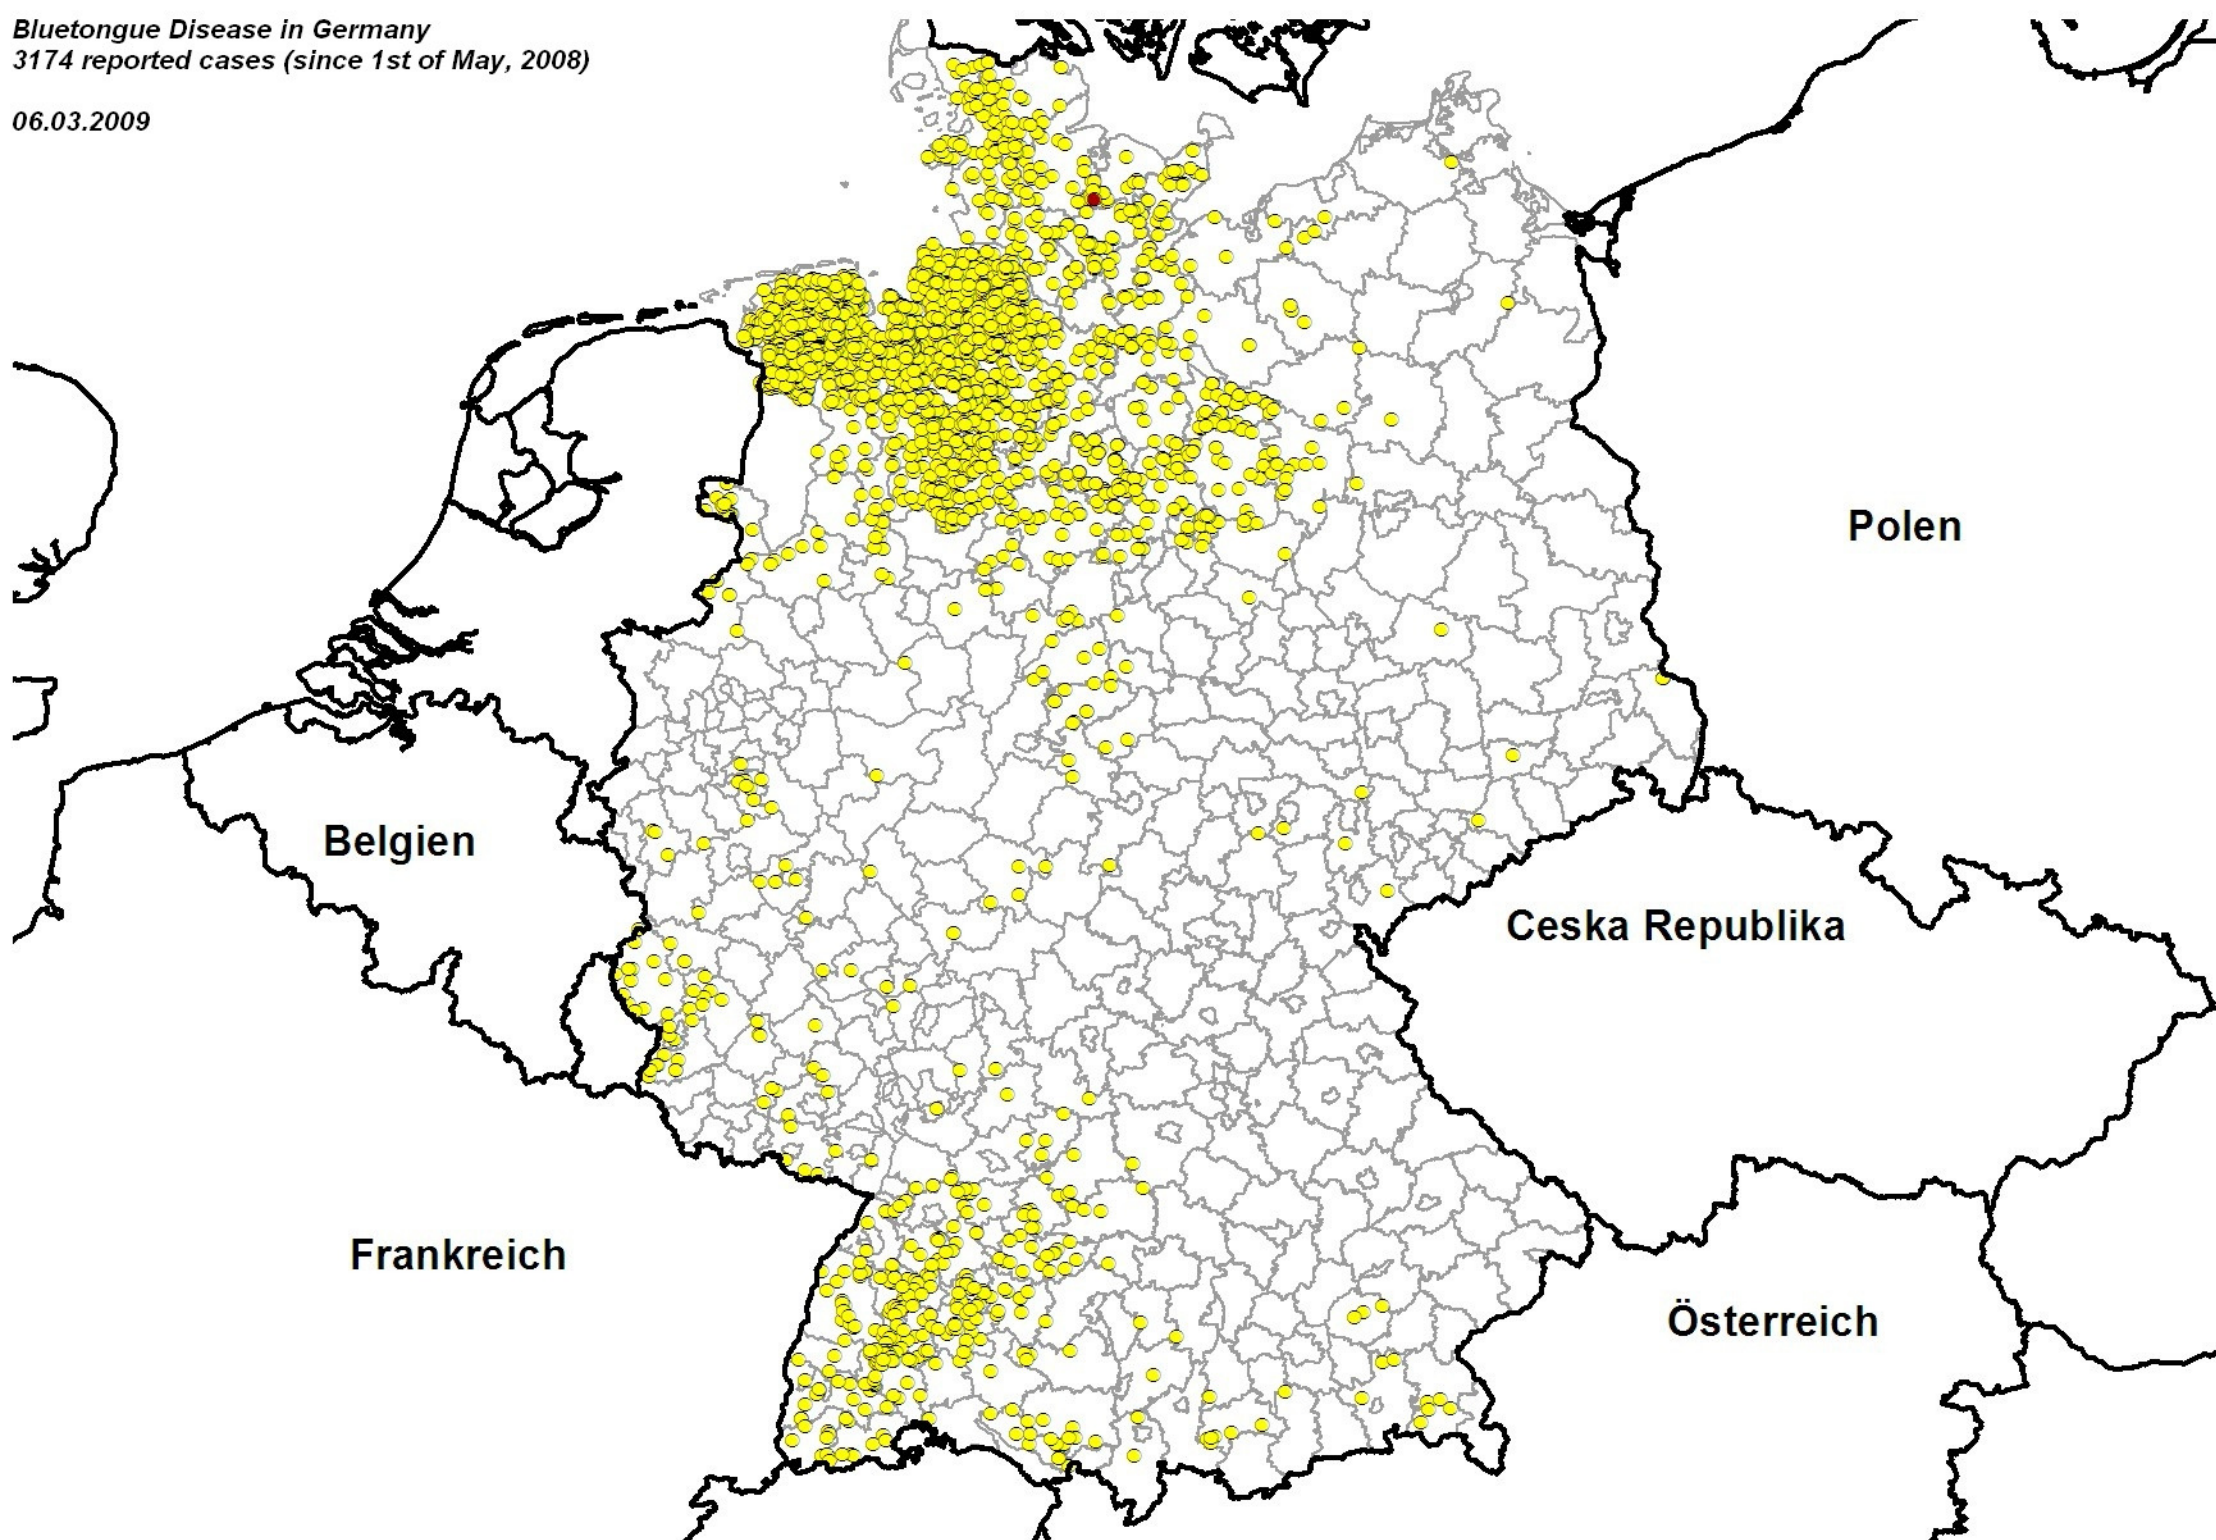 Bluetongue Disease in Germany
3174 reported cases (since 1st of May, 2008)
06.03.2009
Polen
Belgien
Ceska Republika
Frankreich
Österreich